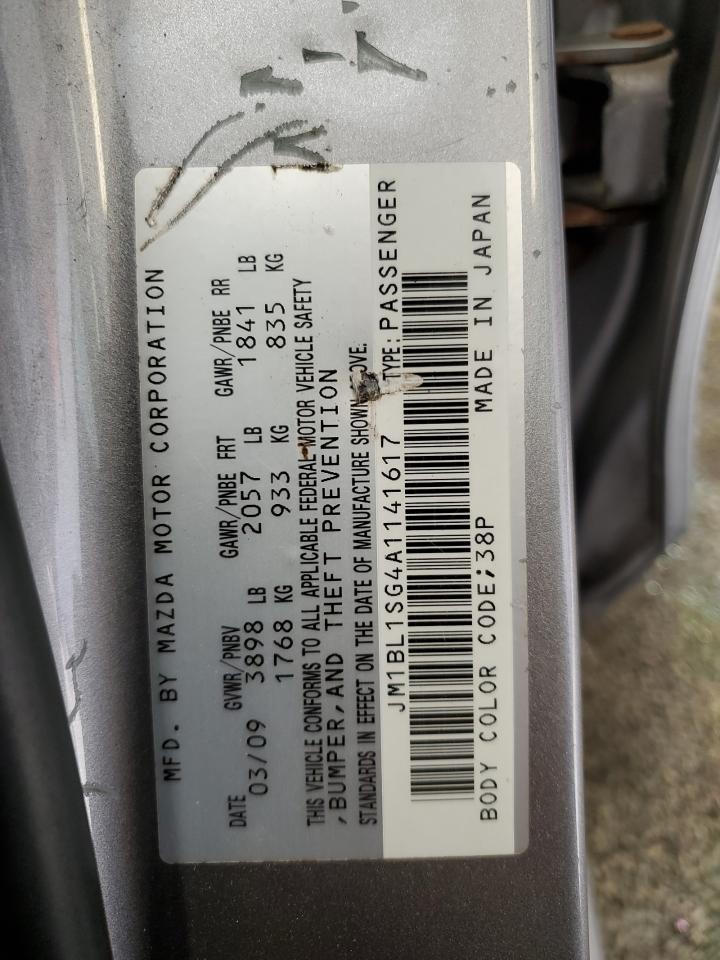 MFD. BY MAZDA MOTOR CORPORATION
DATE GVWR/PNBV GAWR/PNBE FRT GAWR/PNBE RR
03/09 3898 LB 2057 LB 1841 LB
1768 KG 933 KG 835 KG
THIS VEHICLE CONFORMS TO ALL APPLICABLE FEDERAL MOTOR VEHICLE SAFETY
,BUMPER,AND THEFT PREVENTION
STANDARDS IN EFFECT ON THE DATE OF MANUFACTURE SHOWN
JM1BL1SG4A1141617 TYPE:PASSENGER
BODY COLOR CODE;38P MADE IN JAPAN